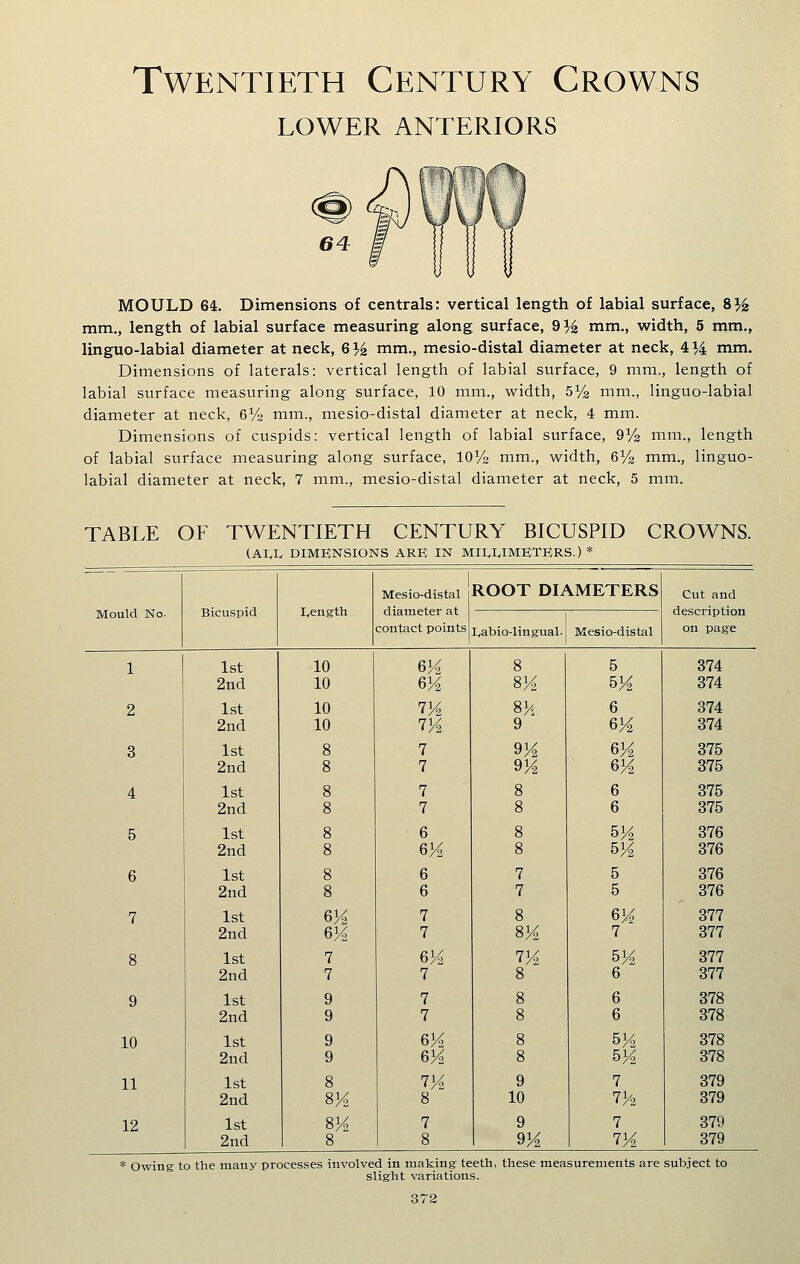 TWENTIETH CENTURY CROWNS
LOWER ANTERIORS
64
MOULD 64. Dimensions of centrals: vertical length of labial surface, 8½
mm., length of labial surface measuring along surface, 9½ mm., width, 5 mm.,
linguo-labial diameter at neck, 6½ mm., mesio-distal diameter at neck, 4¼ mm.
Dimensions of laterals: vertical length of labial surface, 9 mm., length of
labial surface measuring along surface, 10 mm., width, 5½ mm., linguo-labial
diameter at neck, 6½ mm., mesio-distal diameter at neck, 4 mm.
Dimensions of cuspids: vertical length of labial surface, 9½ mm., length
of labial surface measuring along surface, 10½ mm., width, 6½ mm., linguo-
labial diameter at neck, 7 mm., mesio-distal diameter at neck, 5 mm.
TABLE OF TWENTIETH CENTURY BICUSPID CROWNS.
(ALL DIMENSIONS ARE IN MILLIMETERS.) *
Mould No. Bicuspid Length Mesio-distal diameter at contact points ROOT DIAMETERS Labio-lingual. Mesio-distal Cut and description on page
1 1st 10 6½ 8 5 374
2nd 10 6½ 8½ 5½ 374
2 1st 10 7½ 8½ 6 374
2nd 10 7½ 9 6½ 374
3 1st 8 7 9½ 6½ 375
2nd 8 7 9½ 6½ 375
4 1st 8 7 8 6 375
2nd 8 7 8 6 375
5 1st 8 6 8 5½ 376
2nd 8 6½ 8 5½ 376
6 1st 8 6 7 5 376
2nd 8 6 7 5 376
7 1st 6½ 7 8 6½ 377
2nd 6½ 7 8½ 7 377
8 1st 7 6½ 7½ 5½ 377
2nd 7 7 8 6 377
9 1st 9 7 8 6 378
2nd 9 7 8 6 378
10 1st 9 6½ 8 5½ 378
2nd 9 6½ 8 5½ 378
11 1st 8 7½ 9 7 379
2nd 8½ 8 10 7½ 379
12 1st 8½ 7 9 7 379
2nd 8 8 9½ 7½ 379
* Owing to the many processes involved in making teeth, these measurements are subject to
slight variations.
372